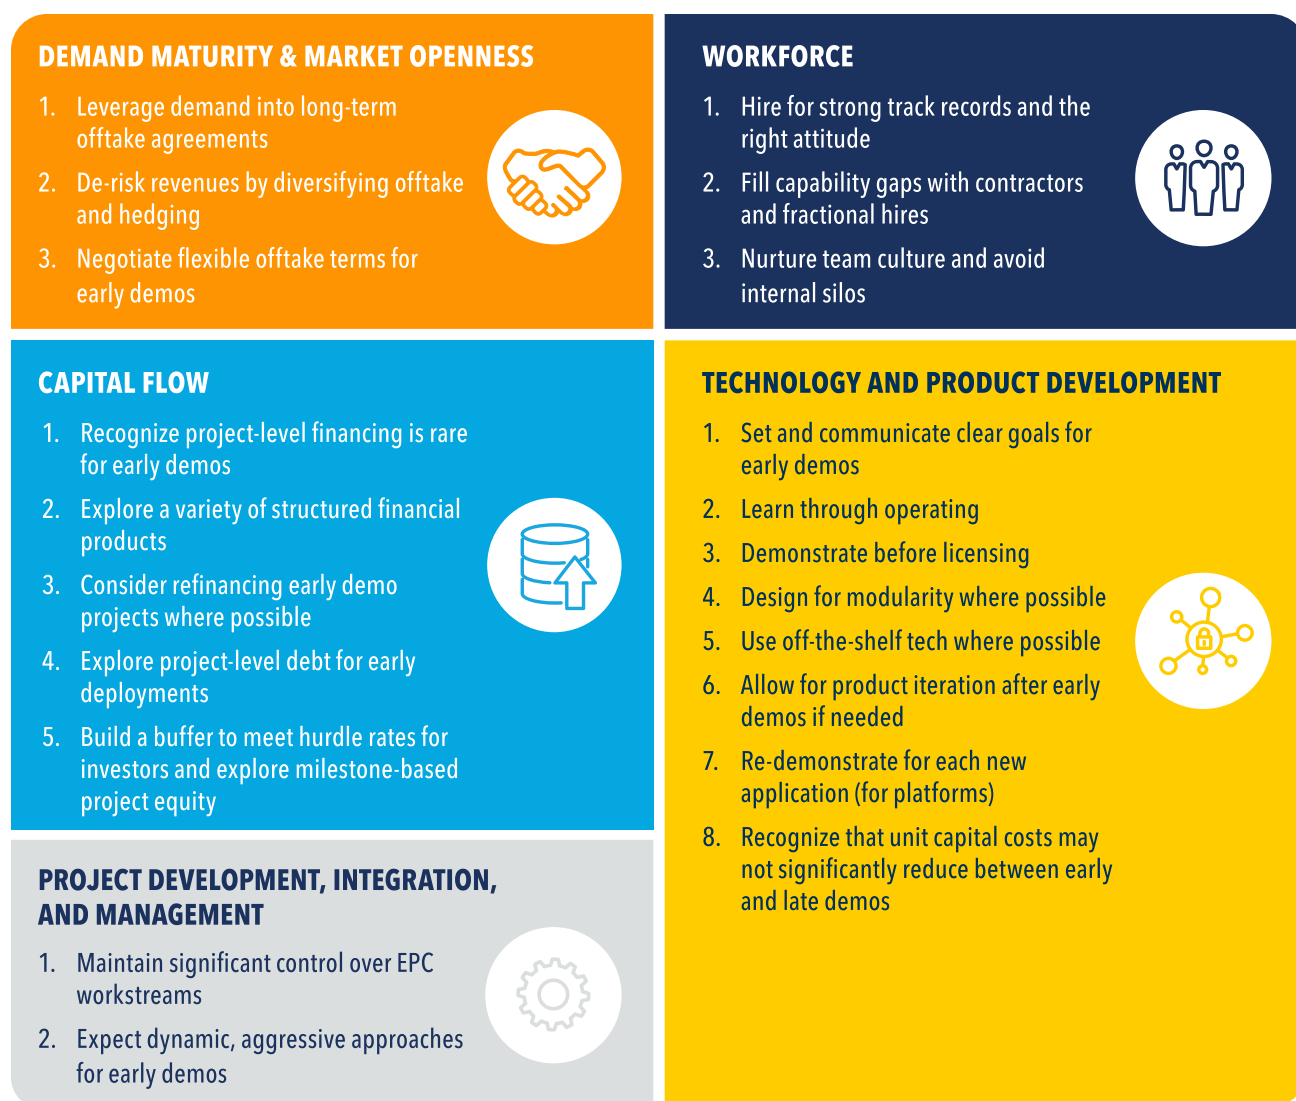 DEMAND MATURITY & MARKET OPENNESS
1. Leverage demand into long-term
offtake agreements
2. De-risk revenues by diversifying offtake
and hedging
3. Negotiate flexible offtake terms for
early demos
WORKFORCE
1. Hire for strong track records and the
right attitude
2. Fill capability gaps with contractors
and fractional hires
3. Nurture team culture and avoid
internal silos
CAPITAL FLOW
1. Recognize project-level financing is rare
for early demos
2. Explore a variety of structured financial
products
3. Consider refinancing early demo
projects where possible
4. Explore project-level debt for early
deployments
5. Build a buffer to meet hurdle rates for
investors and explore milestone-based
project equity
TECHNOLOGY AND PRODUCT DEVELOPMENT
1. Set and communicate clear goals for
early demos
2. Learn through operating
3. Demonstrate before licensing
4. Design for modularity where possible
5. Use off-the-shelf tech where possible
6. Allow for product iteration after early
demos if needed
7. Re-demonstrate for each new
application (for platforms)
8. Recognize that unit capital costs may
not significantly reduce between early
and late demos
PROJECT DEVELOPMENT, INTEGRATION,
AND MANAGEMENT
1. Maintain significant control over EPC
workstreams
2. Expect dynamic, aggressive approaches
for early demos